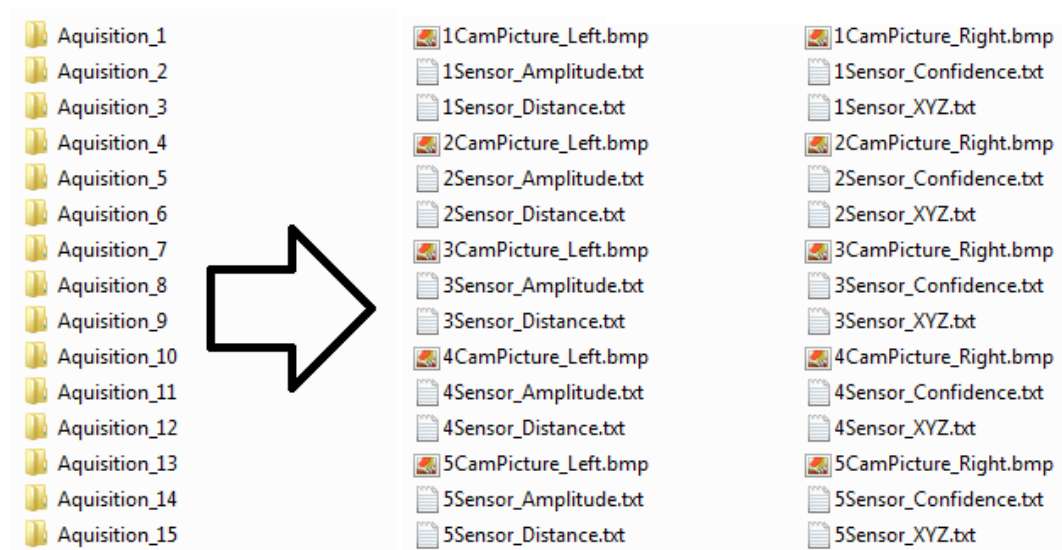 Aquisition_1
Aquisition_2
Aquisition_3
Aquisition_4
Aquisition_5
Aquisition_6
Aquisition_7
Aquisition_8
Aquisition_9
Aquisition_10
Aquisition_11
Aquisition_12
Aquisition_13
Aquisition_14
Aquisition_15
1CamPicture_Left.bmp
1Sensor_Amplitude.txt
1Sensor_Distance.txt
2CamPicture_Left.bmp
2Sensor_Amplitude.txt
2Sensor_Distance.txt
3CamPicture_Left.bmp
3Sensor_Amplitude.txt
3Sensor_Distance.txt
4CamPicture_Left.bmp
4Sensor_Amplitude.txt
4Sensor_Distance.txt
5CamPicture_Left.bmp
5Sensor_Amplitude.txt
5Sensor_Distance.txt
1CamPicture_Right.bmp
1Sensor_Confidence.txt
1Sensor_XYZ.txt
2CamPicture_Right.bmp
2Sensor_Confidence.txt
2Sensor_XYZ.txt
3CamPicture_Right.bmp
3Sensor_Confidence.txt
3Sensor_XYZ.txt
4CamPicture_Right.bmp
4Sensor_Confidence.txt
4Sensor_XYZ.txt
5CamPicture_Right.bmp
5Sensor_Confidence.txt
5Sensor_XYZ.txt